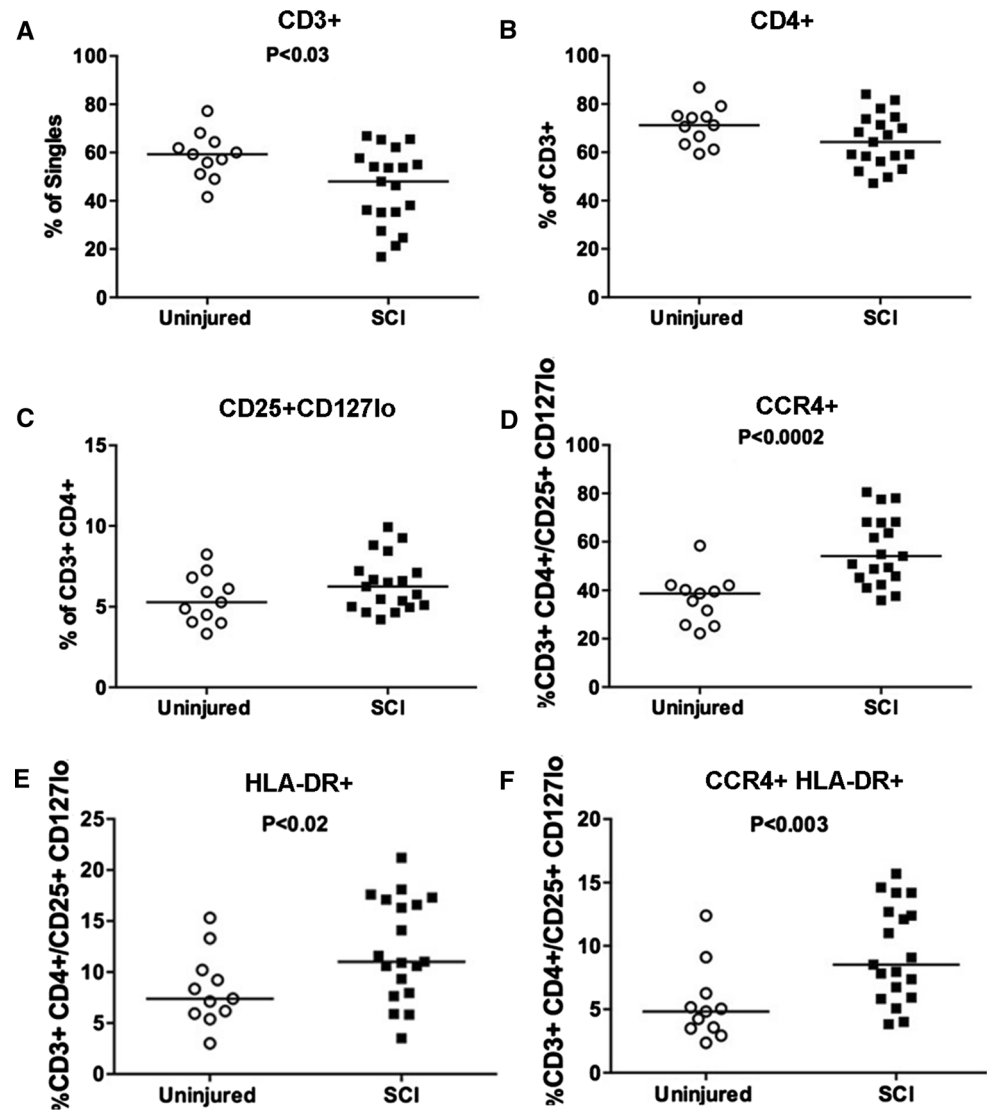 A
CD3+
P<0.03
% of Singles
100
80
60
40
20
0
Uninjured
SCI
B
CD4+
% of CD3+
100
80
60
40
20
0
Uninjured
SCI
C
CD25+CD127lo
% of CD3+ CD4+
15
10
5
0
Uninjured
SCI
D
CCR4+
P<0.0002
%CD3+ CD4+/CD25+ CD127lo
100
80
60
40
20
0
Uninjured
SCI
E
HLA-DR+
P<0.02
%CD3+ CD4+/CD25+ CD127lo
25
20
15
10
5
0
Uninjured
SCI
F
CCR4+ HLA-DR+
P<0.003
%CD3+ CD4+/CD25+ CD127lo
20
15
10
5
0
Uninjured
SCI